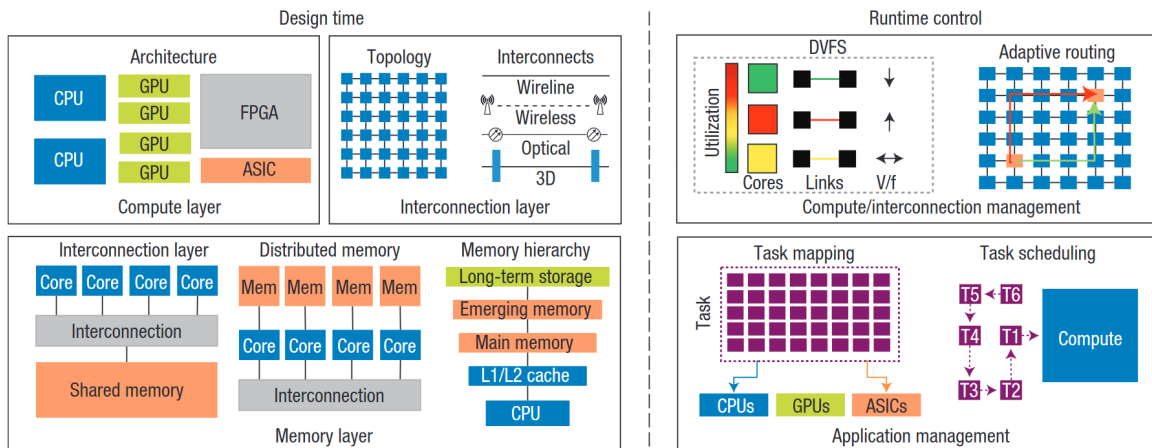 Design time
Architecture
CPU
CPU
GPU
GPU
GPU
GPU
FPGA
ASIC
Compute layer
Topology
Interconnects
Wireline
Wireless
Optical
3D
Interconnection layer
Interconnection layer
Core Core Core Core
Interconnection
Shared memory
Distributed memory
Mem Mem Mem Mem
Core Core Core Core
Interconnection
Memory hierarchy
Long-term storage
Emerging memory
Main memory
L1/L2 cache
CPU
Memory layer
Runtime control
DVFS
Utilization
Cores Links V/f
Adaptive routing
Compute/interconnection management
Task mapping
Task
CPUs GPUs ASICs
Task scheduling
T5 T6
T4 T1
T3 T2
Compute
Application management